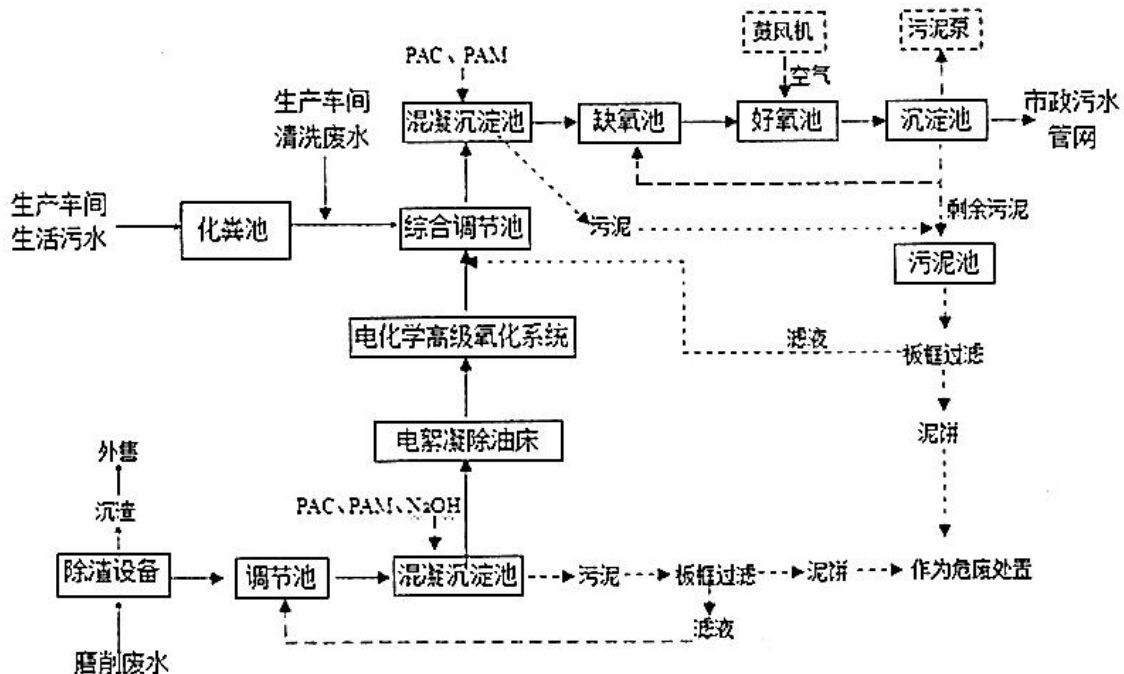 鼓风机
污泥泵
PAC、PAM
空气
生产车间
清洗废水
混凝沉淀池
缺氧池
好氧池
沉淀池
市政污水
管网
生产车间
生活污水
化粪池
综合调节池
污泥
剩余污泥
污泥池
电化学高级氧化系统
滤液
板框过滤
电絮凝除油床
泥饼
外售
沉渣
PAC、PAM、NaOH
除渣设备
调节池
混凝沉淀池
污泥
板框过滤
泥饼
作为危废处置
滤液
磨削废水